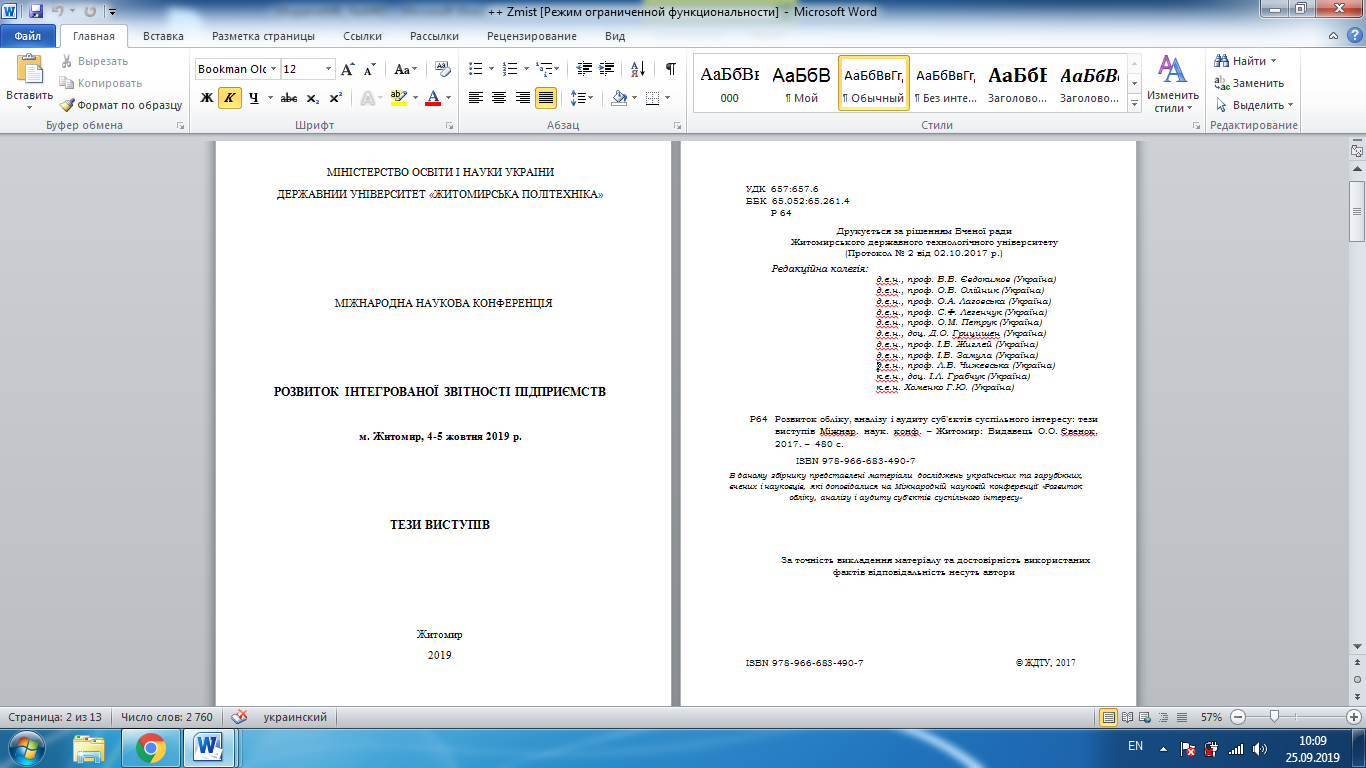 ++ Zmist [Режим ограниченной функциональности] - Microsoft Word
Файл Главная Вставка Разметка страницы Ссылки Рассылки Рецензирование Вид
Вставить
Вырезать
Копировать
Формат по образцу
Буфер обмена
Bookman Old 12
Ж К Ч abc x₂ x²
Шрифт
Абзац
АаБбВı АаБбВ АаБбВвГг, АаБбВвГг, АаБбІ АаБбВ
000 ¶ Мой ¶ Обычный ¶ Без инте... Заголово... Заголово...
Стили
Изменить
стили
Найти
Заменить
Выделить
Редактирование
МІНІСТЕРСТВО ОСВІТИ І НАУКИ УКРАЇНИ
ДЕРЖАВНИЙ УНІВЕРСИТЕТ «ЖИТОМИРСЬКА ПОЛІТЕХНІКА»
МІЖНАРОДНА НАУКОВА КОНФЕРЕНЦІЯ
РОЗВИТОК ІНТЕГРОВАНОЇ ЗВІТНОСТІ ПІДПРИЄМСТВ
м. Житомир, 4-5 жовтня 2019 р.
ТЕЗИ ВИСТУПІВ
Житомир
2019
УДК 657:657.6
ББК 65.052:65.261.4
Р 64
Друкується за рішенням Вченої ради
Житомирського державного технологічного університету
(Протокол № 2 від 02.10.2017 р.)
Редакційна колегія:
д.е.н., проф. В.В. Євдокимов (Україна)
д.е.н., проф. О.В. Олійник (Україна)
д.е.н., проф. О.А. Лаговська (Україна)
д.е.н., проф. С.Ф. Легенчук (Україна)
д.е.н., проф. О.М. Петрук (Україна)
д.е.н., доц. Д.О. Грицишен (Україна)
д.е.н., проф. І.В. Жиглей (Україна)
д.е.н., проф. І.В. Замула (Україна)
д.е.н., проф. Л.В. Чижевська (Україна)
к.е.н., доц. І.Л. Грабчук (Україна)
к.е.н. Хоменко Г.Ю. (Україна)
Р64 Розвиток обліку, аналізу і аудиту суб'єктів суспільного інтересу: тези
виступів Міжнар. наук. конф. – Житомир: Видавець О.О. Євенок,
2017. – 480 с.
ISBN 978-966-683-490-7
В даному збірнику представлені матеріали досліджень українських та зарубіжних,
вчених і науковців, які доповідалися на Міжнародній науковій конференції «Розвиток
обліку, аналізу і аудиту суб'єктів суспільного інтересу»
За точність викладення матеріалу та достовірність використаних
фактів відповідальність несуть автори
ISBN 978-966-683-490-7 © ЖДТУ, 2017
Страница: 2 из 13 Число слов: 2 760 украинский 57%
EN 10:09
25.09.2019